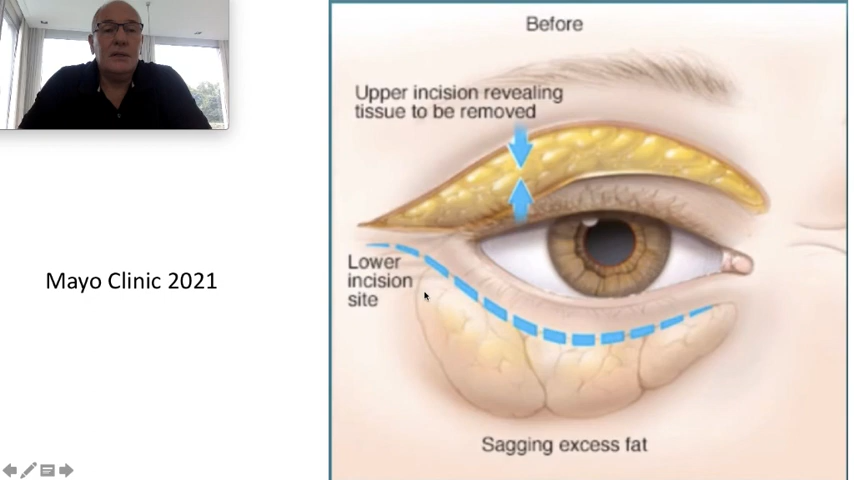 Before
Upper incision revealing
tissue to be removed
Lower
incision
site
Mayo Clinic 2021
Sagging excess fat